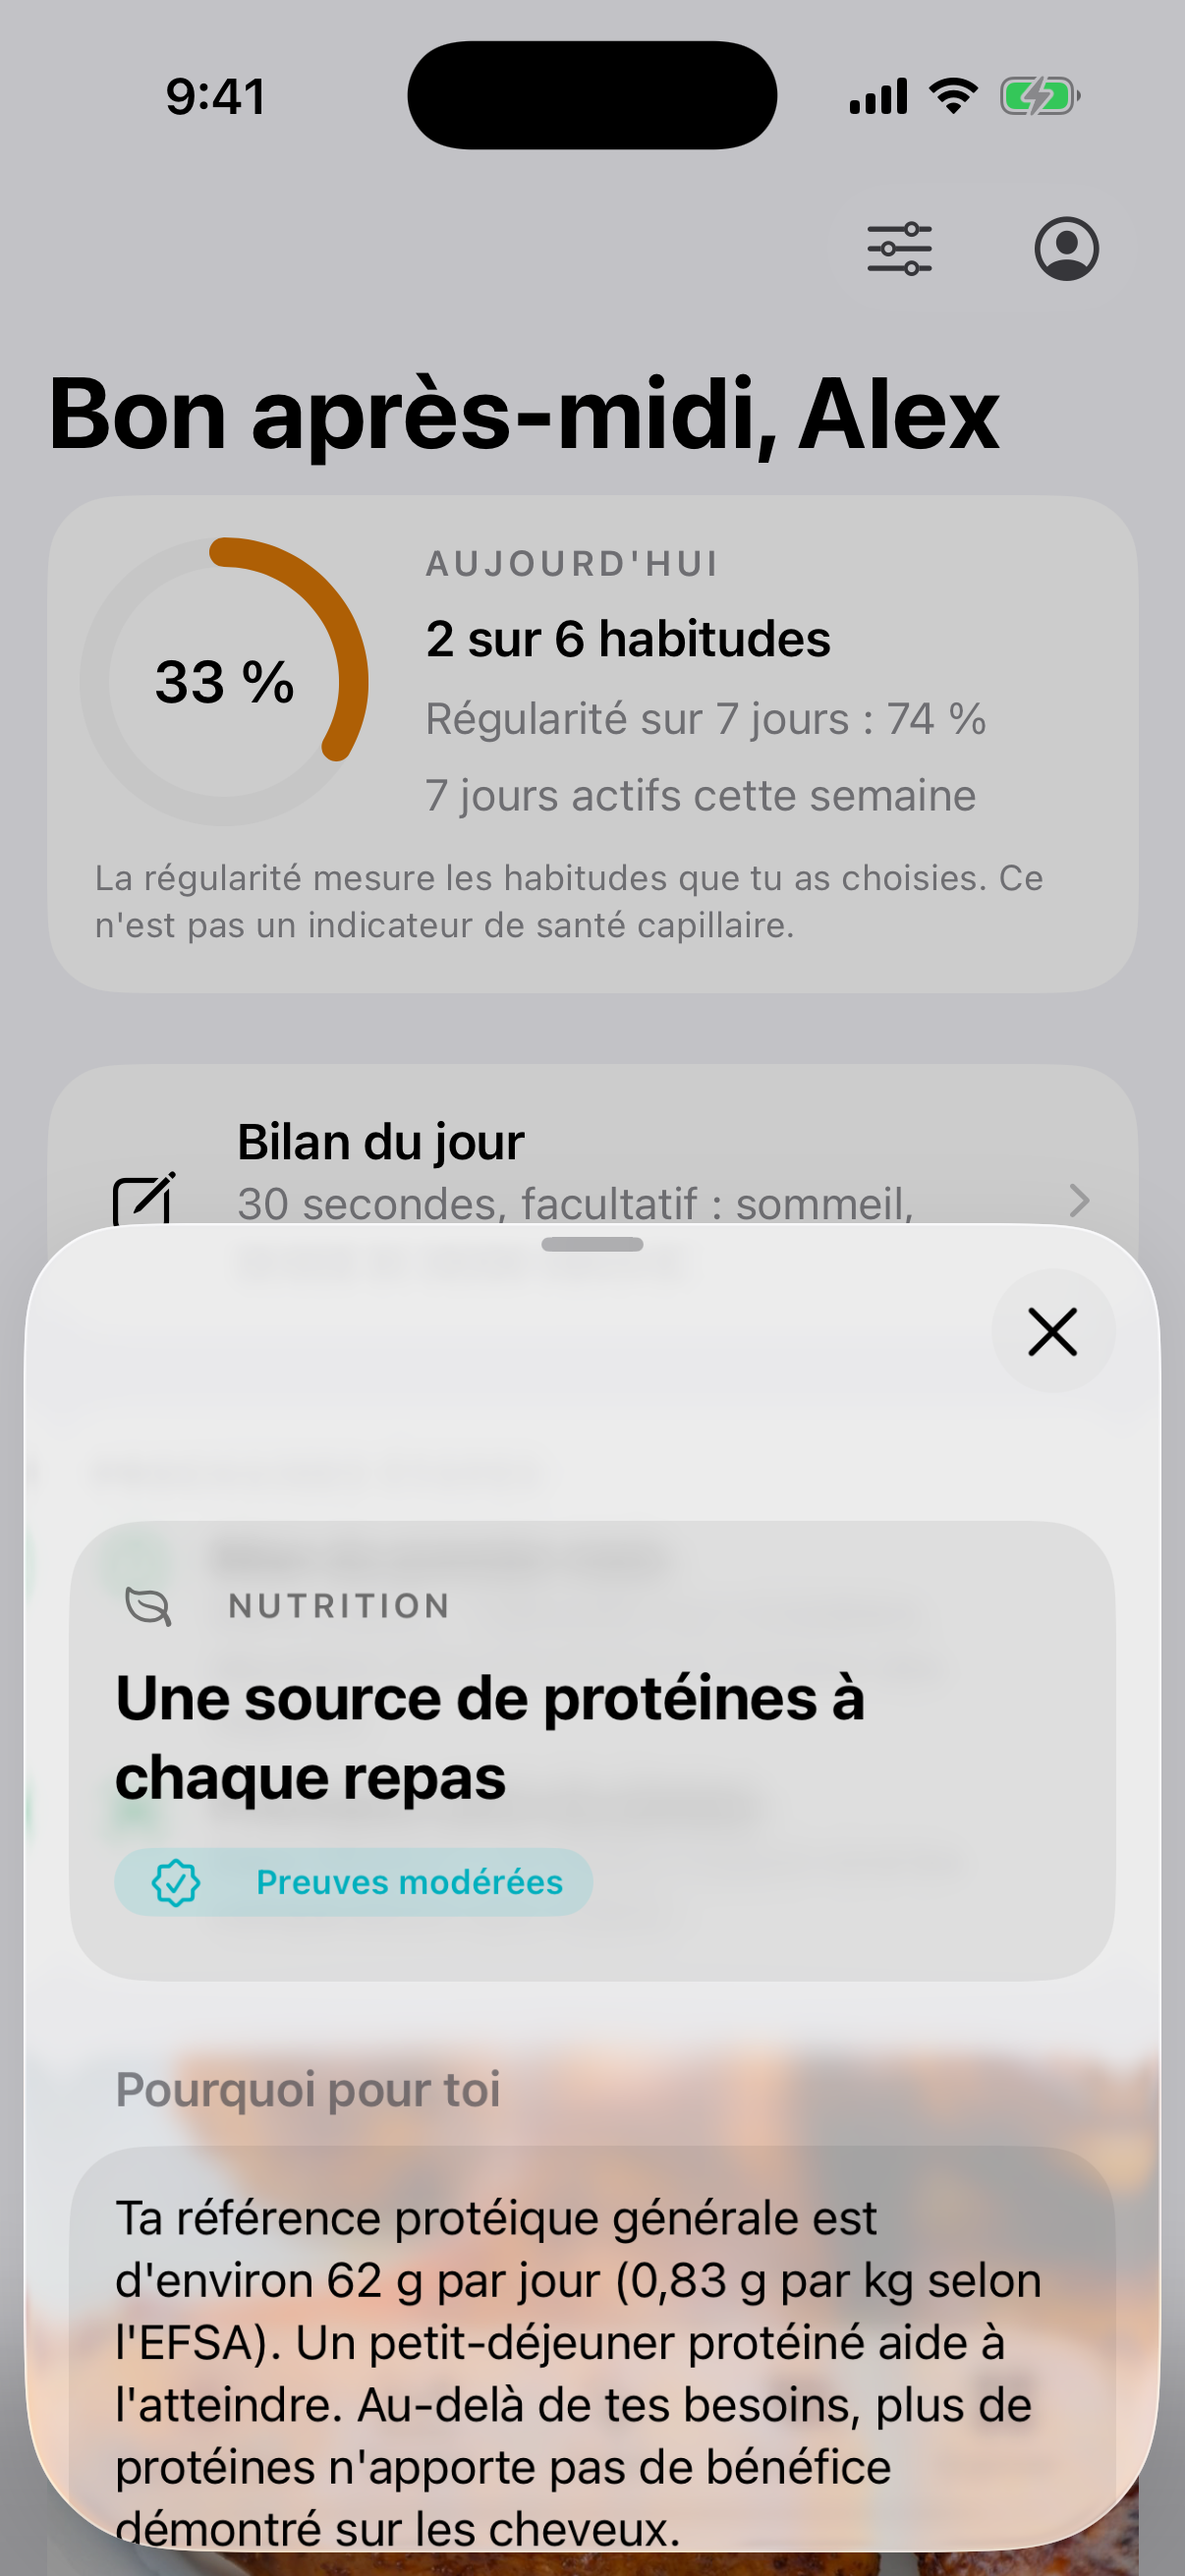 9:41
Bon après-midi, Alex
33 %
AUJOURD'HUI
2 sur 6 habitudes
Régularité sur 7 jours : 74 %
7 jours actifs cette semaine
La régularité mesure les habitudes que tu as choisies. Ce
n'est pas un indicateur de santé capillaire.
Bilan du jour
30 secondes, facultatif : sommeil,
NUTRITION
Une source de protéines à
chaque repas
Preuves modérées
Pourquoi pour toi
Ta référence protéique générale est
d'environ 62 g par jour (0,83 g par kg selon
l'EFSA). Un petit-déjeuner protéiné aide à
l'atteindre. Au-delà de tes besoins, plus de
protéines n'apporte pas de bénéfice
démontré sur les cheveux.